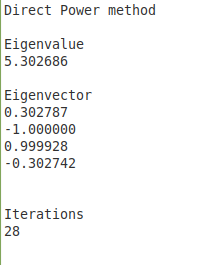 Direct Power method
Eigenvalue
5.302686
Eigenvector
0.302787
-1.000000
0.999928
-0.302742
Iterations
28